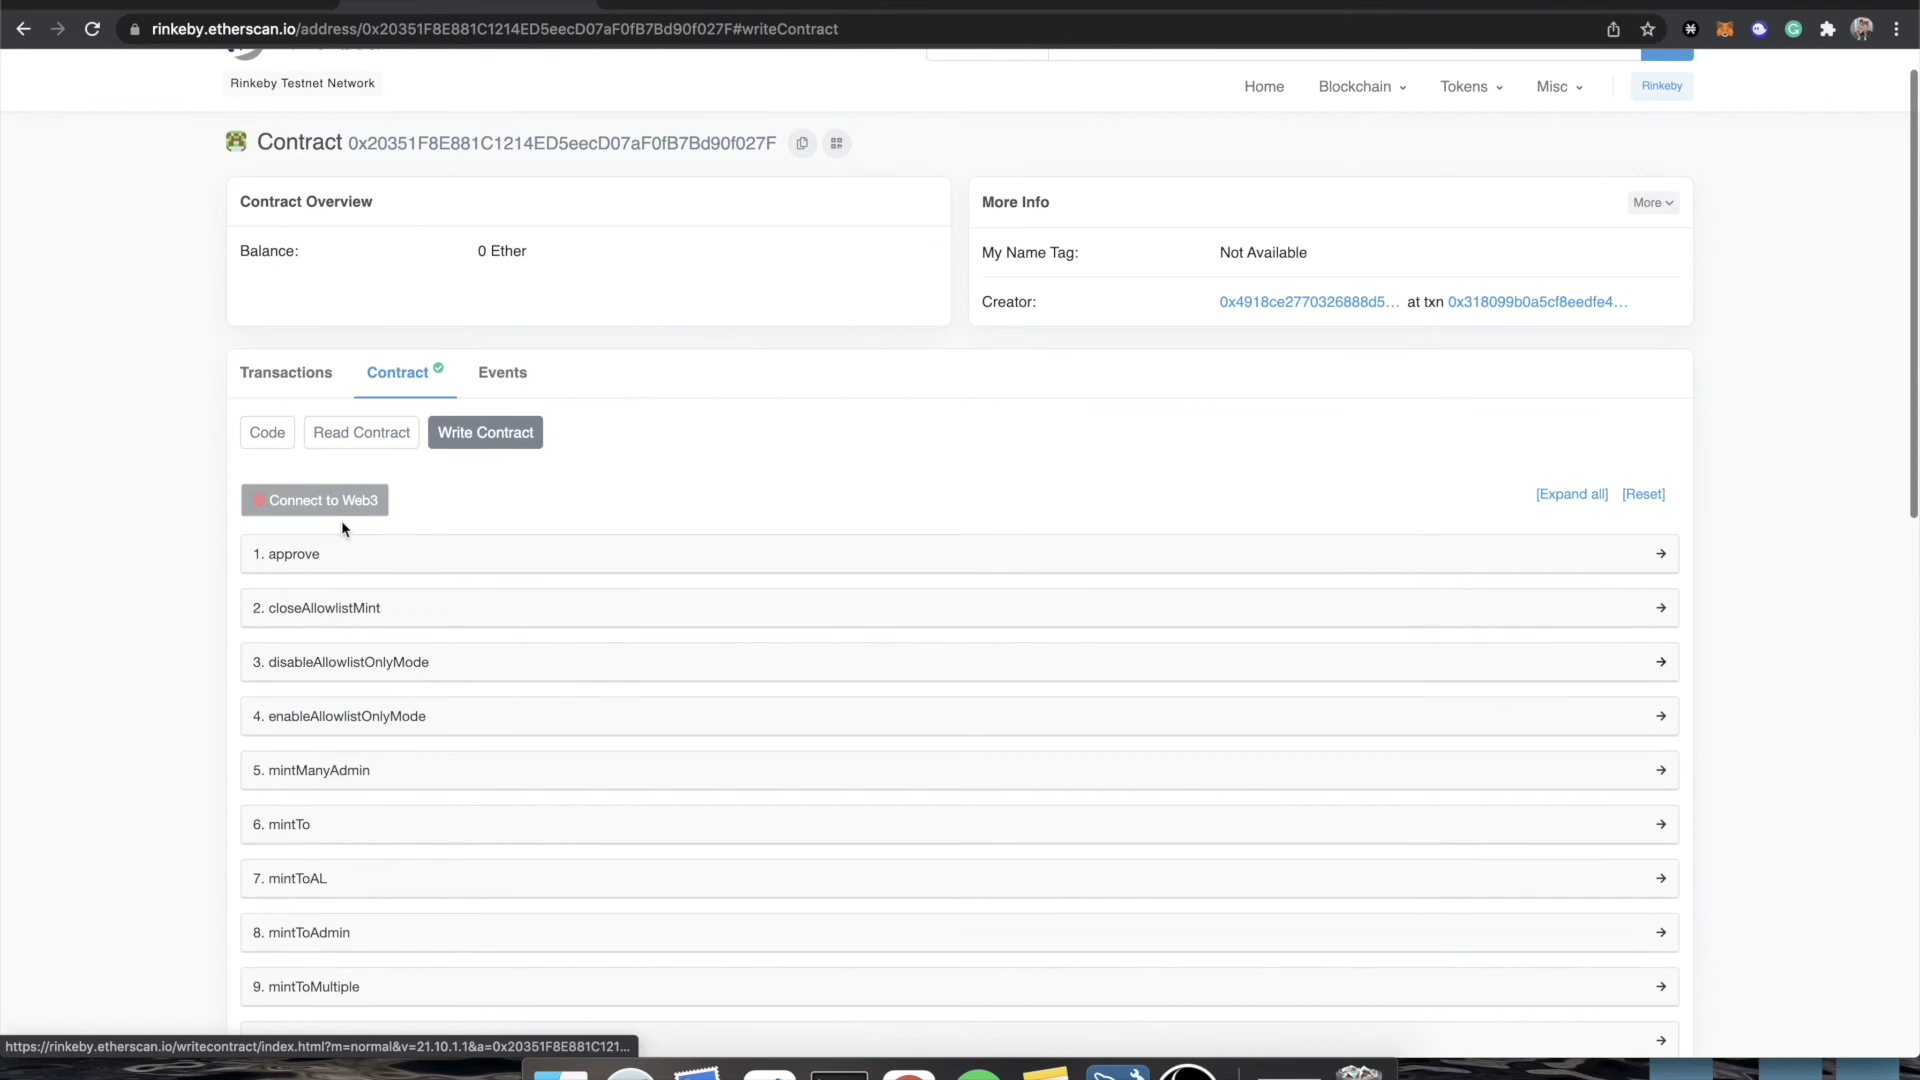 rinkeby.etherscan.io/address/0x20351F8E881C1214ED5eecD07aF0fB7Bd90f027F#writeContract
Rinkeby Testnet Network
Home Blockchain Tokens Misc Rinkeby
Contract 0x20351F8E881C1214ED5eecD07aF0fB7Bd90f027F
Contract Overview
Balance: 0 Ether
More Info More
My Name Tag: Not Available
Creator: 0x4918ce2770326888d5... at txn 0x318099b0a5cf8eedfe4...
Transactions Contract Events
Code Read Contract Write Contract
Connect to Web3 [Expand all] [Reset]
1. approve
2. closeAllowlistMint
3. disableAllowlistOnlyMode
4. enableAllowlistOnlyMode
5. mintManyAdmin
6. mintTo
7. mintToAL
8. mintToAdmin
9. mintToMultiple
https://rinkeby.etherscan.io/writecontract/index.html?m=normal&v=21.10.1.1&a=0x20351F8E881C121...